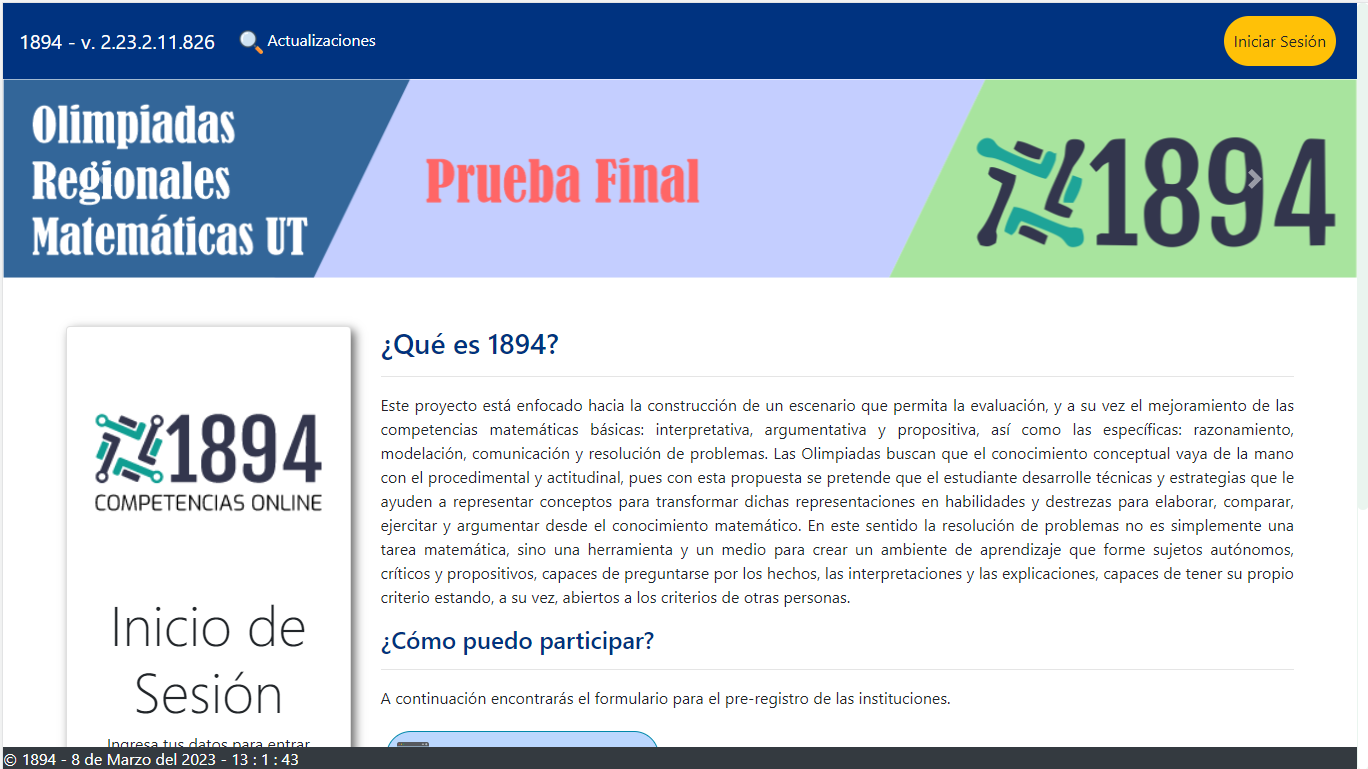 1894 - v. 2.23.2.11.826
Actualizaciones
Iniciar Sesión
Olimpiadas
Regionales
Matemáticas UT
Prueba Final
1894
1894
COMPETENCIAS ONLINE
Inicio de
Sesión
Ingresa tus datos para entrar
¿Qué es 1894?
Este proyecto está enfocado hacia la construcción de un escenario que permita la evaluación, y a su vez el mejoramiento de las
competencias matemáticas básicas: interpretativa, argumentativa y propositiva, así como las específicas: razonamiento,
modelación, comunicación y resolución de problemas. Las Olimpiadas buscan que el conocimiento conceptual vaya de la mano
con el procedimental y actitudinal, pues con esta propuesta se pretende que el estudiante desarrolle técnicas y estrategias que le
ayuden a representar conceptos para transformar dichas representaciones en habilidades y destrezas para elaborar, comparar,
ejercitar y argumentar desde el conocimiento matemático. En este sentido la resolución de problemas no es simplemente una
tarea matemática, sino una herramienta y un medio para crear un ambiente de aprendizaje que forme sujetos autónomos,
críticos y propositivos, capaces de preguntarse por los hechos, las interpretaciones y las explicaciones, capaces de tener su propio
criterio estando, a su vez, abiertos a los criterios de otras personas.
¿Cómo puedo participar?
A continuación encontrarás el formulario para el pre-registro de las instituciones.
© 1894 - 8 de Marzo del 2023 - 13 : 1 : 43